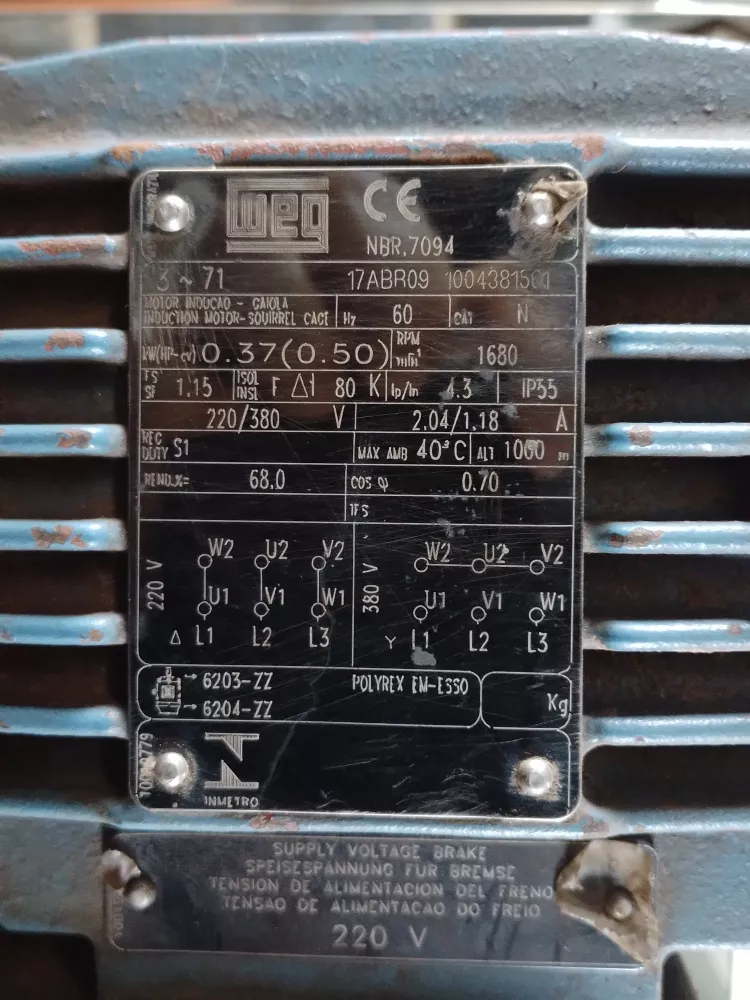 WEG CE
NBR.7094
3 ~ 71 17ABR09
MOTOR INDUCAO - GAIOLA
INDUCTION MOTOR-SQUIRREL CAGE Hz 60 CAT N
kW(HP-cv) 0.37(0.50) RPM min⁻¹ 1680
FS SF 1.15 ISOL INSL F Δt 80 K Ip/In 4.3 IP55
220/380 V 2.04/1.18 A
REG DUTY S1 MAX AMB 40°C ALT 1000 m
REND.%= 68.0 COS φ 0.70
220 V W2 U2 V2
U1 V1 W1
Δ L1 L2 L3
380 V W2 U2 V2
U1 V1 W1
Y L1 L2 L3
6203-ZZ POLYREX EM-ESSO
6204-ZZ
Kg
INMETRO
SUPPLY VOLTAGE BRAKE
SPEISESPANNUNG FUR BREMSE
TENSION DE ALIMENTACION DEL FRENO
TENSAO DE ALIMENTACAO DO FREIO
220 V